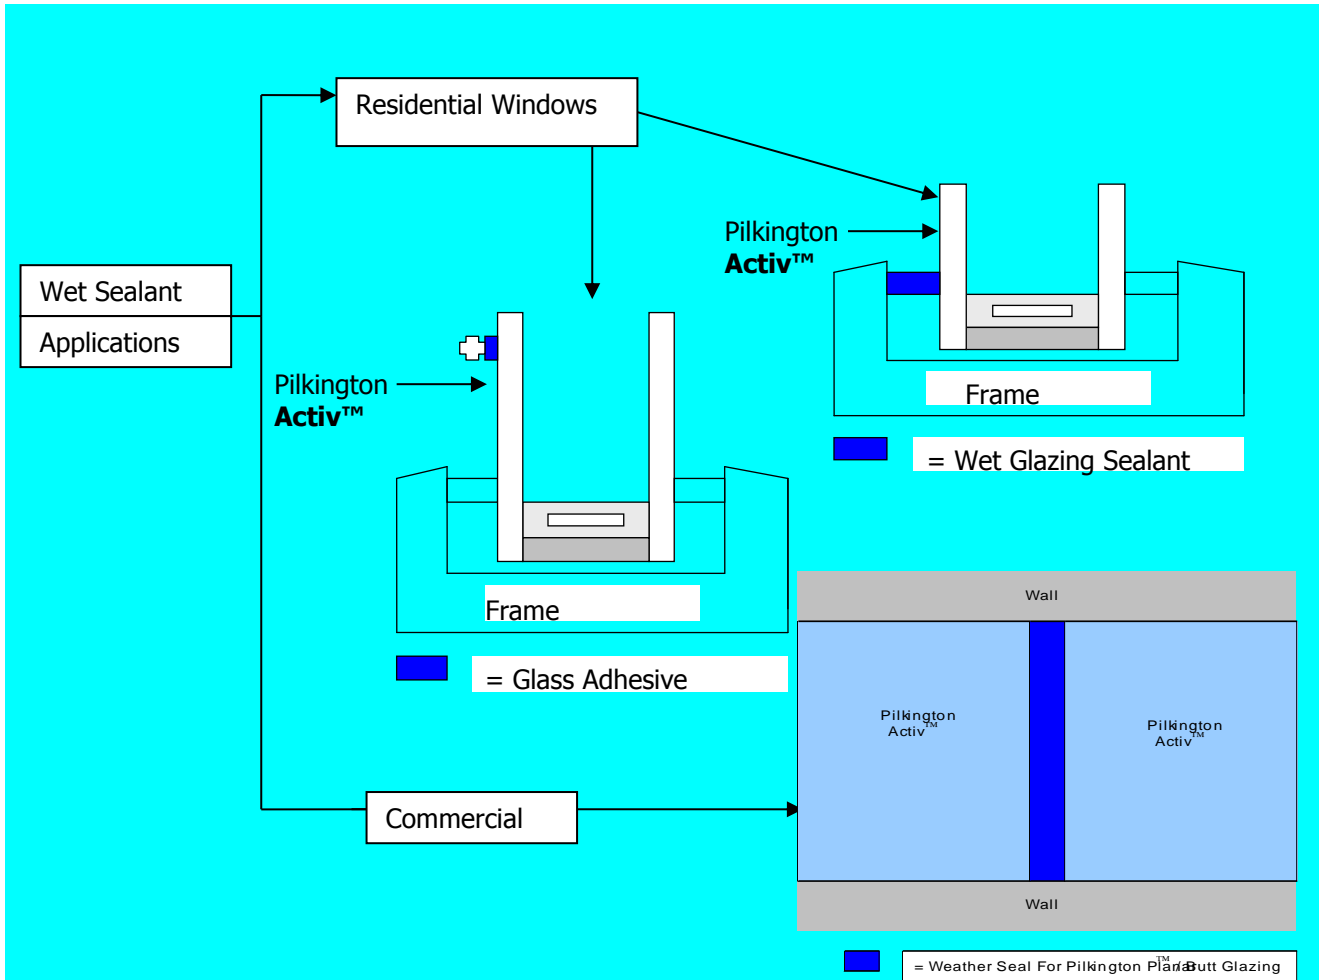 Residential Windows
Wet Sealant
Applications
Pilkington
Activ™
Frame
= Wet Glazing Sealant
Pilkington
Activ™
Frame
= Glass Adhesive
Commercial
Wall
Pilkington
Activ™
Pilkington
Activ™
Wall
= Weather Seal For Pilkington Planar™/Butt Glazing